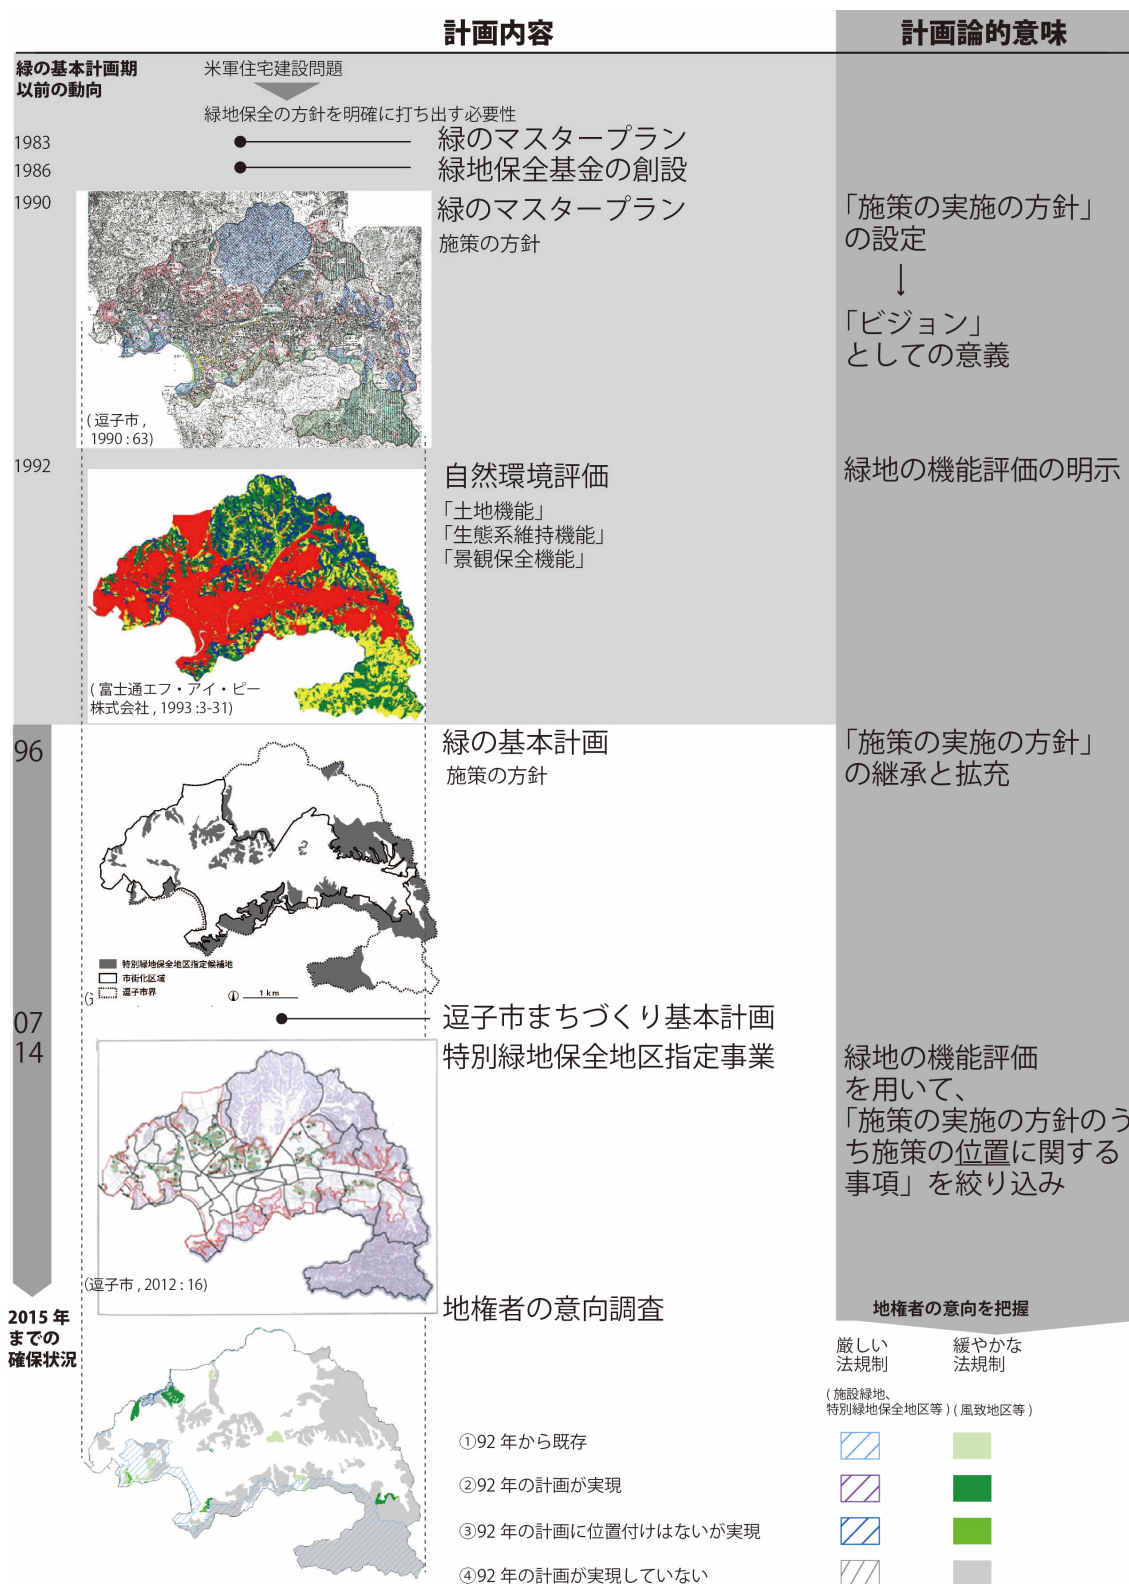 計画内容
計画論的意味
緑の基本計画期
以前の動向
米軍住宅建設問題
緑地保全の方針を明確に打ち出す必要性
1983
緑のマスタープラン
1986
緑地保全基金の創設
1990
緑のマスタープラン
施策の方針
「施策の実施の方針」
の設定
↓
「ビジョン」
としての意義
( 逗子市 ,
1990 : 63)
1992
自然環境評価
「土地機能」
「生態系維持機能」
「景観保全機能」
緑地の機能評価の明示
( 富士通エフ・アイ・ピー
株式会社 , 1993 :3-31)
96
緑の基本計画
施策の方針
「施策の実施の方針」
の継承と拡充
特別緑地保全地区指定候補地
市街化区域
逗子市界
1 km
07
逗子市まちづくり基本計画
14
特別緑地保全地区指定事業
緑地の機能評価
を用いて、
「施策の実施の方針のう
ち施策の位置に関する
事項」を絞り込み
(逗子市 , 2012 : 16)
地権者の意向調査
地権者の意向を把握
2015 年
までの
確保状況
厳しい
法規制
緩やかな
法規制
( 施設緑地、
特別緑地保全地区等 )
( 風致地区等 )
①92 年から既存
②92 年の計画が実現
③92 年の計画に位置付けはないが実現
④92 年の計画が実現していない